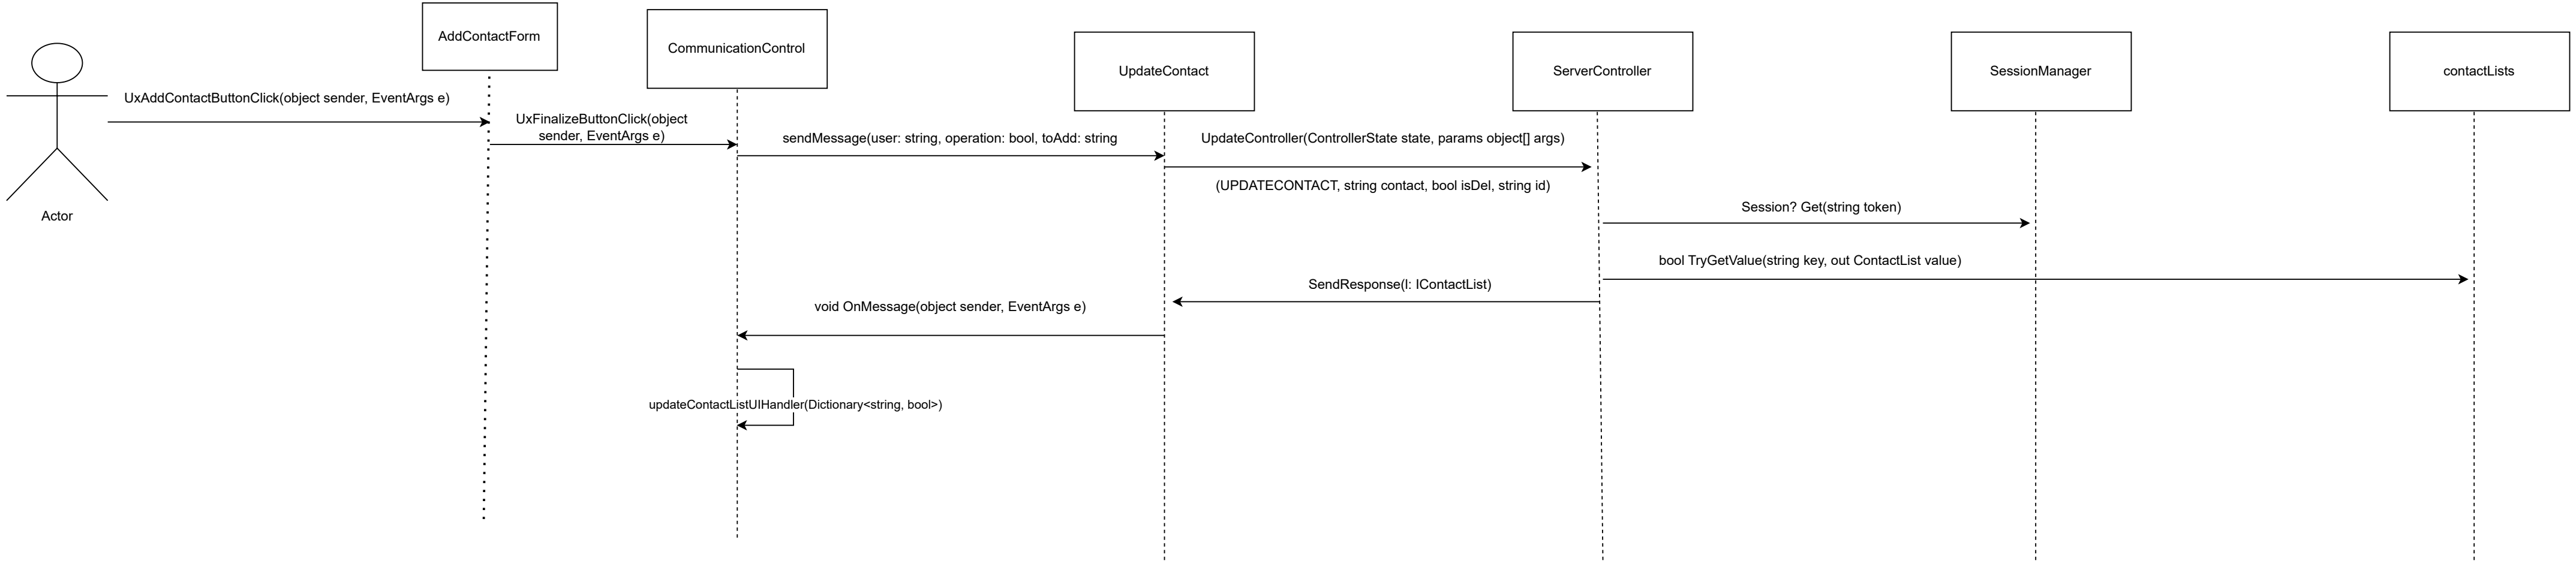 AddContactForm
CommunicationControl
UpdateContact
ServerController
SessionManager
contactLists
UxAddContactButtonClick(object sender, EventArgs e)
UxFinalizeButtonClick(object
sender, EventArgs e)
sendMessage(user: string, operation: bool, toAdd: string
UpdateController(ControllerState state, params object[] args)
(UPDATECONTACT, string contact, bool isDel, string id)
Actor
Session? Get(string token)
bool TryGetValue(string key, out ContactList value)
SendResponse(l: IContactList)
void OnMessage(object sender, EventArgs e)
updateContactListUIHandler(Dictionary<string, bool>)